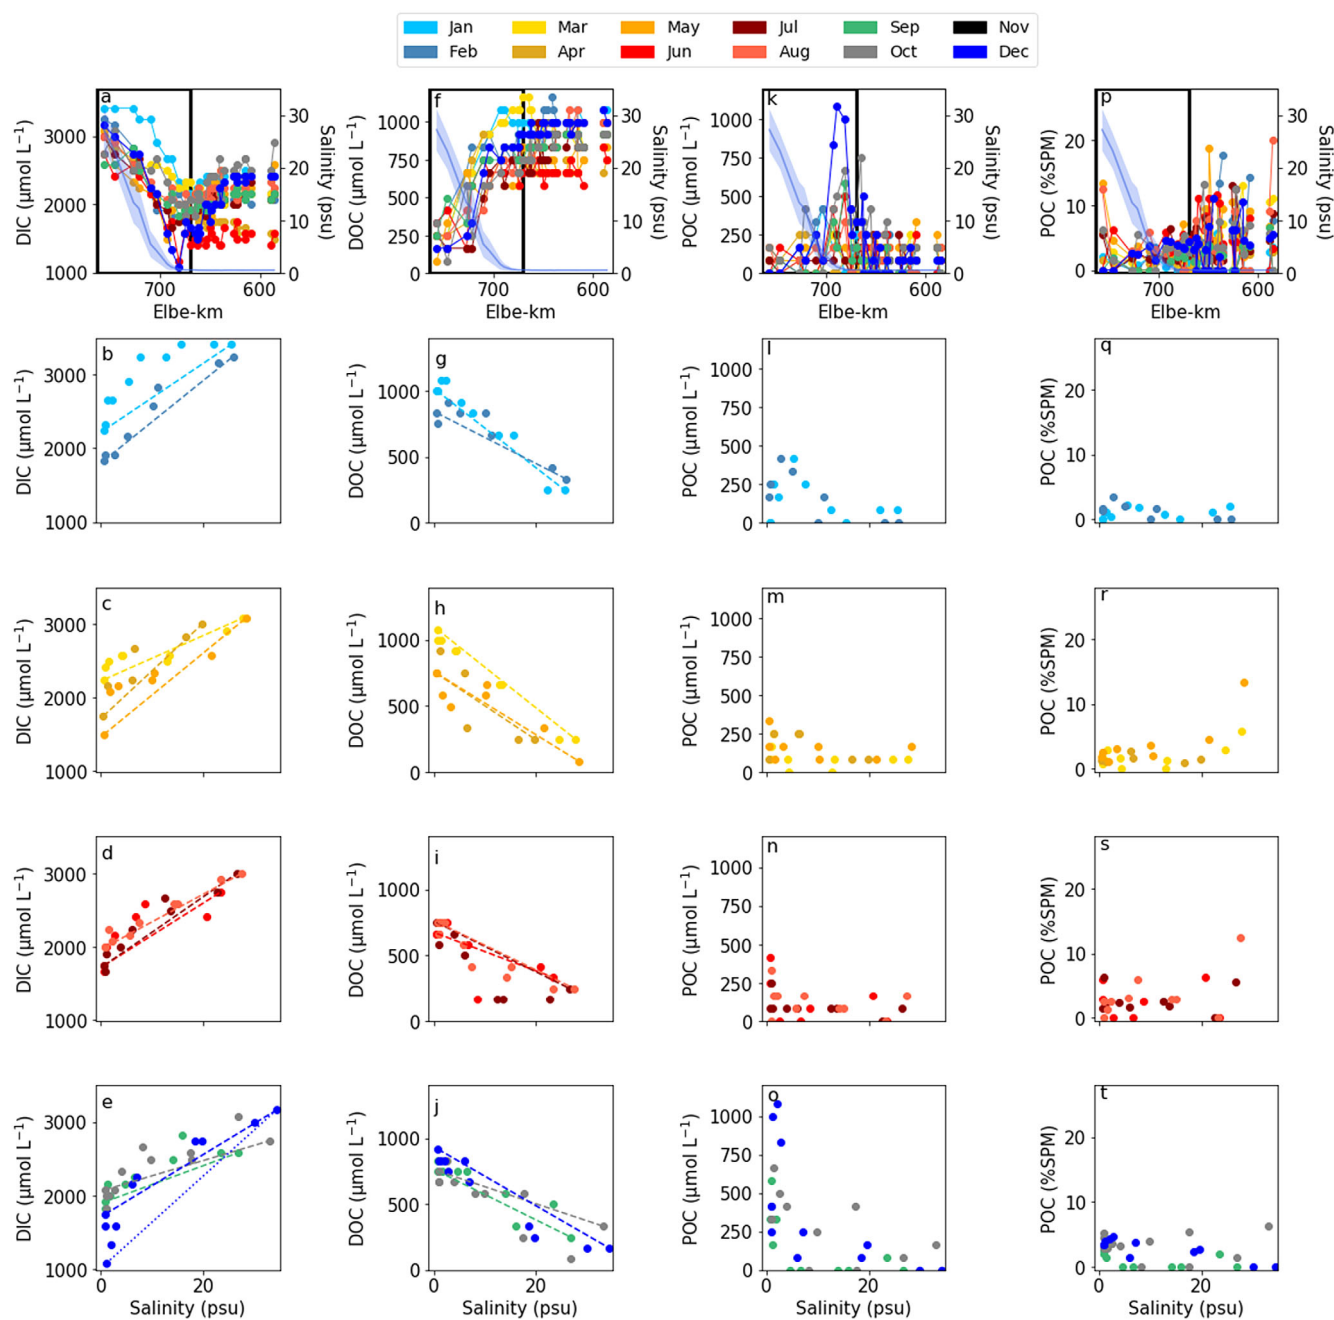 Jan Mar May Jul Sep Nov
Feb Apr Jun Aug Oct Dec
a
DIC (µmol L⁻¹)
3000
2000
1000
700 600
Elbe-km
30
20
10
0
Salinity (psu)
f
DOC (µmol L⁻¹)
1000
750
500
250
0
700 600
Elbe-km
30
20
10
0
Salinity (psu)
k
POC (µmol L⁻¹)
1000
750
500
250
0
700 600
Elbe-km
30
20
10
0
Salinity (psu)
p
POC (%SPM)
20
10
0
700 600
Elbe-km
30
20
10
0
Salinity (psu)
b
DIC (µmol L⁻¹)
3000
2000
1000
g
DOC (µmol L⁻¹)
1000
500
0
l
POC (µmol L⁻¹)
1000
750
500
250
0
q
POC (%SPM)
20
10
0
c
DIC (µmol L⁻¹)
3000
2000
1000
h
DOC (µmol L⁻¹)
1000
500
0
m
POC (µmol L⁻¹)
1000
750
500
250
0
r
POC (%SPM)
20
10
0
d
DIC (µmol L⁻¹)
3000
2000
1000
i
DOC (µmol L⁻¹)
1000
500
0
n
POC (µmol L⁻¹)
1000
750
500
250
0
s
POC (%SPM)
20
10
0
e
DIC (µmol L⁻¹)
3000
2000
1000
0 20
Salinity (psu)
j
DOC (µmol L⁻¹)
1000
500
0
0 20
Salinity (psu)
o
POC (µmol L⁻¹)
1000
750
500
250
0
0 20
Salinity (psu)
t
POC (%SPM)
20
10
0
0 20
Salinity (psu)